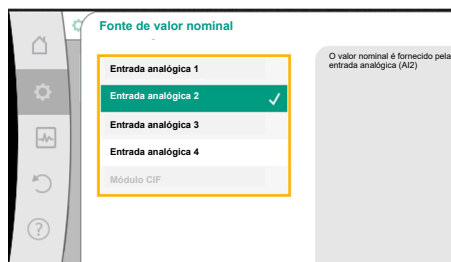 Fonte de valor nominal
Entrada analógica 1
Entrada analógica 2
Entrada analógica 3
Entrada analógica 4
Módulo CIF
O valor nominal é fornecido pela
entrada analógica (AI2)